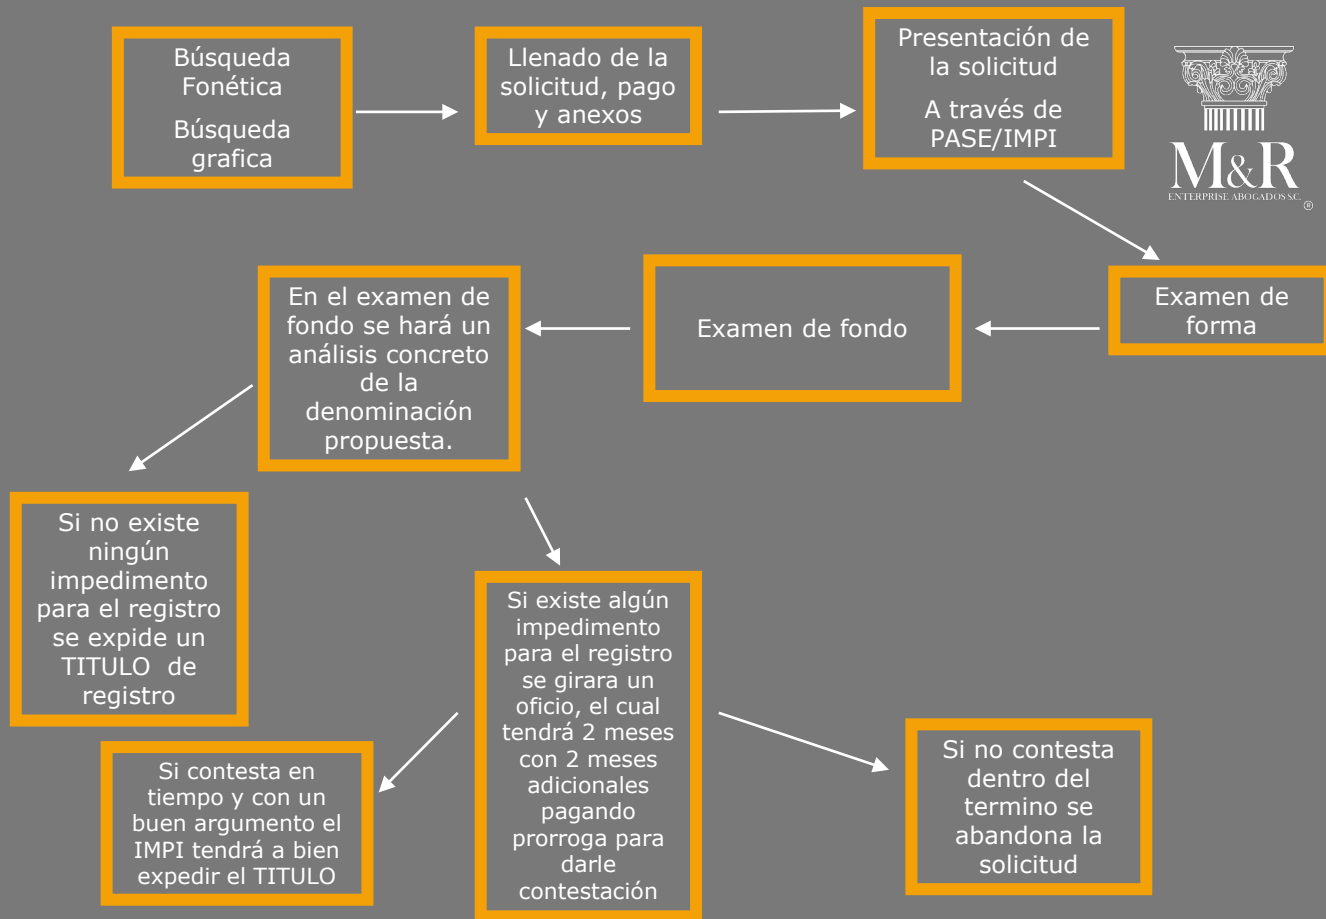 Búsqueda
Fonética
Búsqueda
grafica
Llenado de la
solicitud, pago
y anexos
Presentación de
la solicitud
A través de
PASE/IMPI
M&R
ENTERPRISE ABOGADOS S.C.
®
Examen de
forma
Examen de fondo
En el examen de
fondo se hará un
análisis concreto
de la
denominación
propuesta.
Si no existe
ningún
impedimento
para el registro
se expide un
TITULO de
registro
Si existe algún
impedimento
para el registro
se girara un
oficio, el cual
tendrá 2 meses
con 2 meses
adicionales
pagando
prorroga para
darle
contestación
Si contesta en
tiempo y con un
buen argumento el
IMPI tendrá a bien
expedir el TITULO
Si no contesta
dentro del
termino se
abandona la
solicitud